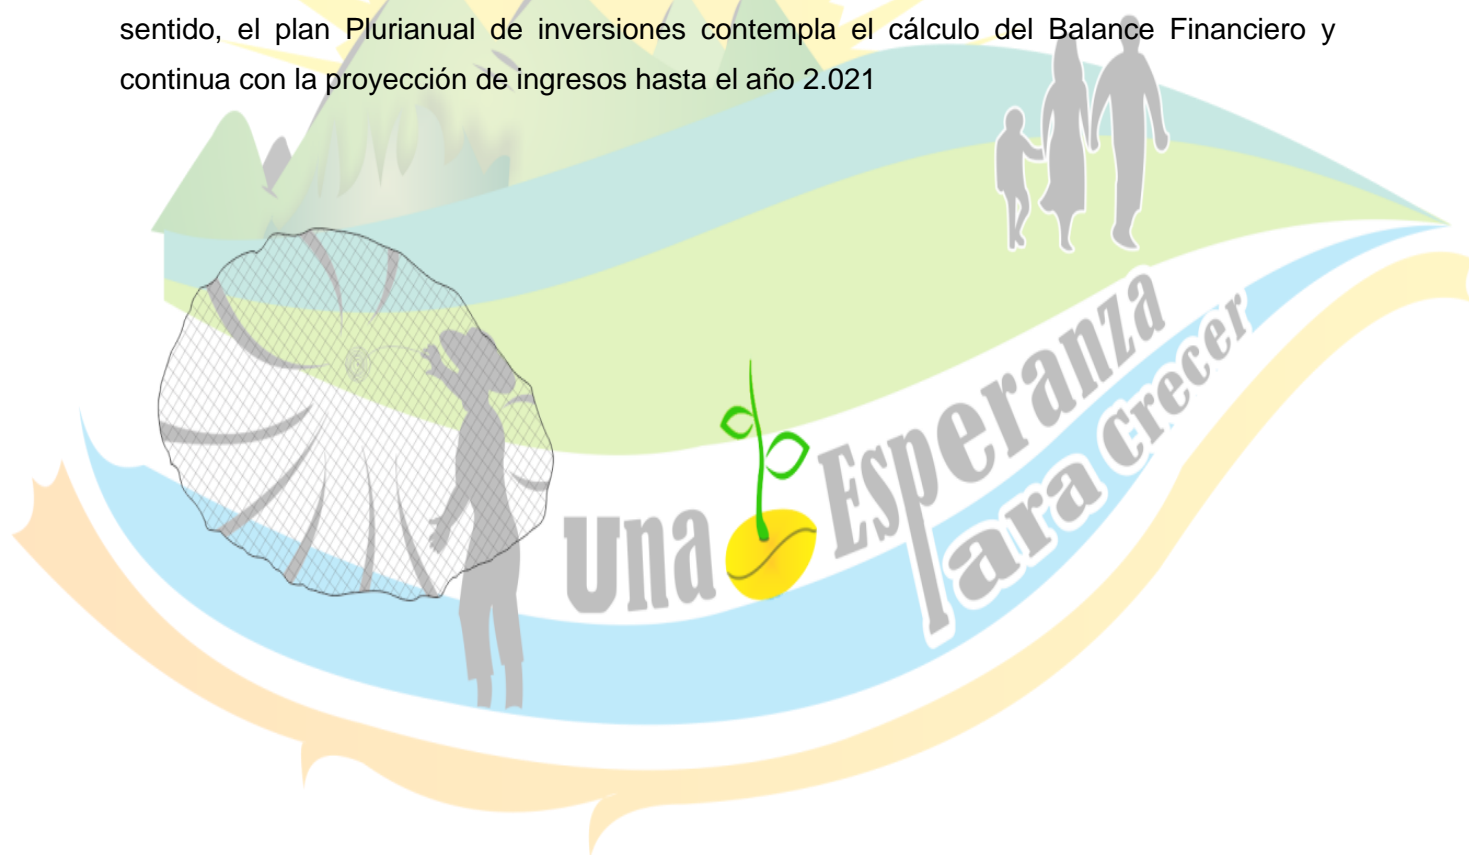 sentido, el plan Plurianual de inversiones contempla el cálculo del Balance Financiero y
continua con la proyección de ingresos hasta el año 2.021
Una Esperanza
Para crecer